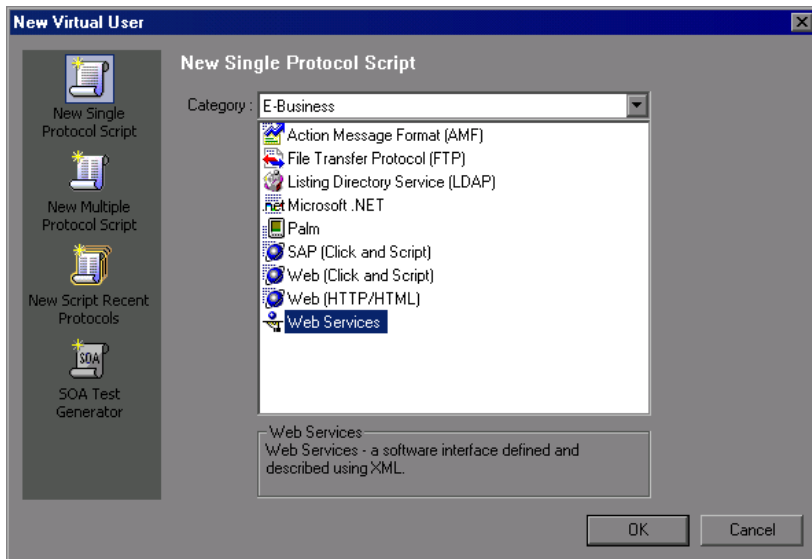 New Virtual User
New Single
Protocol Script
New Multiple
Protocol Script
New Script Recent
Protocols
SOA
SOA Test
Generator
New Single Protocol Script
Category : E-Business
Action Message Format (AMF)
File Transfer Protocol (FTP)
Listing Directory Service (LDAP)
.net Microsoft .NET
Palm
SAP (Click and Script)
Web (Click and Script)
Web (HTTP/HTML)
Web Services
Web Services
Web Services - a software interface defined and
described using XML.
OK Cancel